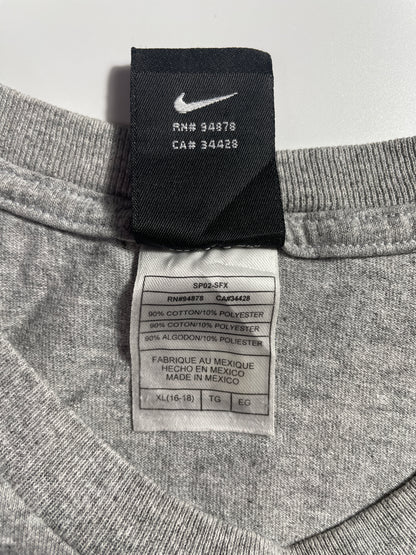 RN# 94878
CA# 34428
SP02-SFX
RN#94878 CA#34428
90% COTTON/10% POLYESTER
90% COTON/10% POLYESTER
90% ALGODON/10% POLIESTER
FABRIQUE AU MEXIQUE
HECHO EN MEXICO
MADE IN MEXICO
XL(16-18) TG EG